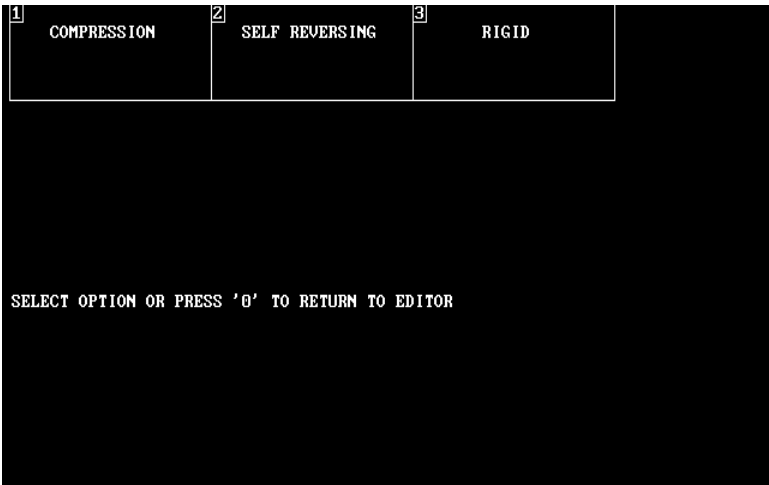 1 COMPRESSION 2 SELF REVERSING 3 RIGID
SELECT OPTION OR PRESS '0' TO RETURN TO EDITOR